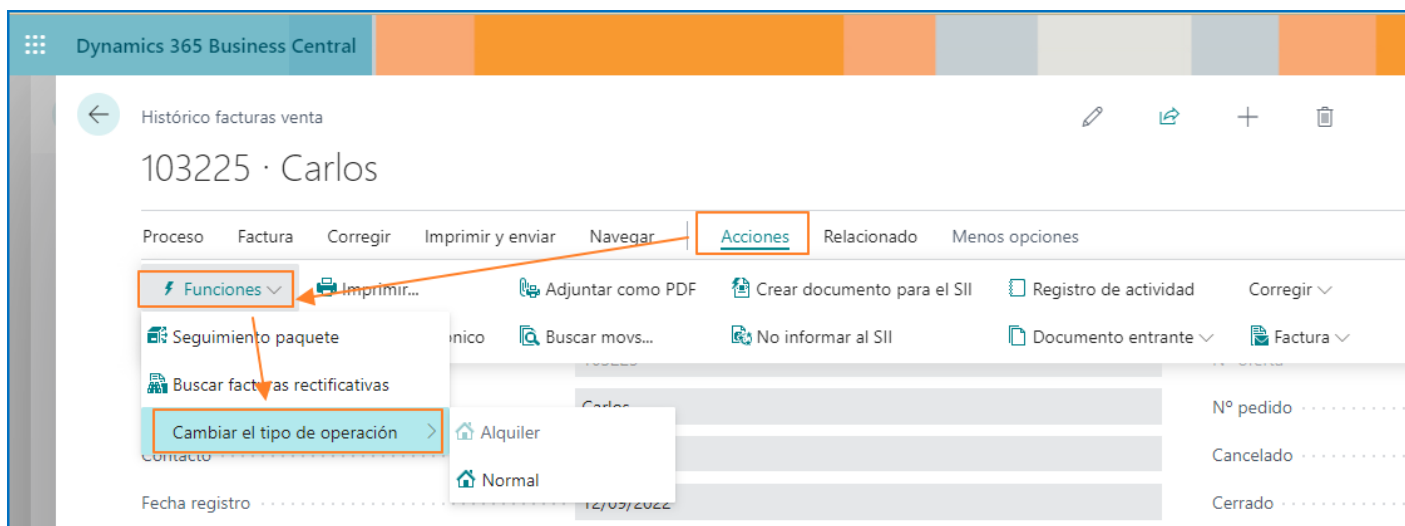 Dynamics 365 Business Central
Histórico facturas venta
103225 · Carlos
Proceso Factura Corregir Imprimir y enviar Navegar Acciones Relacionado Menos opciones
Funciones Imprimir... Adjuntar como PDF Crear documento para el SII Registro de actividad Corregir
Seguimiento paquete ónico Buscar movs... No informar al SII Documento entrante Factura
103225
Buscar facturas rectificativas
Carlos Nº pedido
Cambiar el tipo de operación Alquiler
Contacto Cancelado
Normal
Fecha registro 12/09/2022 Cerrado